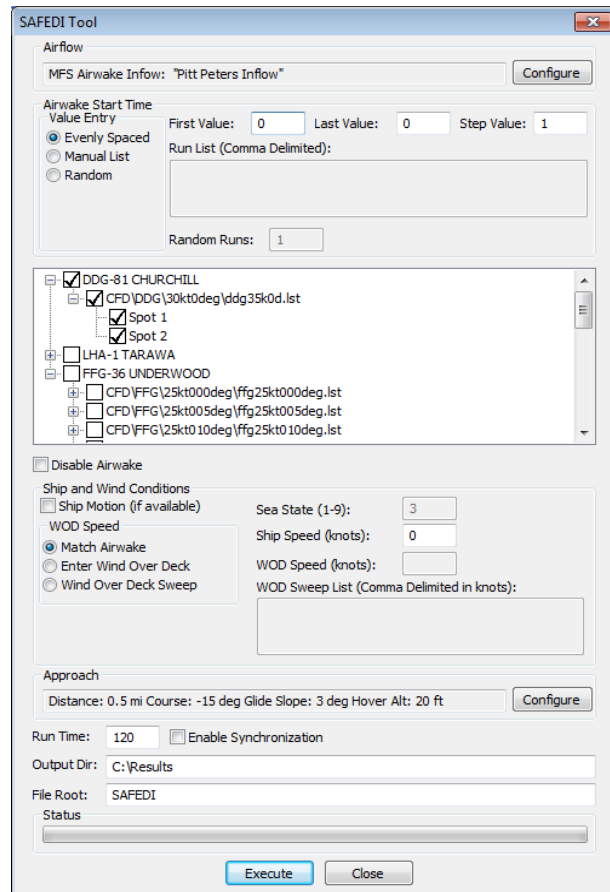 SAFEDI Tool
Airflow
MFS Airwake Infow: "Pitt Peters Inflow"
Configure
Airwake Start Time
Value Entry
First Value: 0 Last Value: 0 Step Value: 1
Evenly Spaced
Manual List
Random
Run List (Comma Delimited):
Random Runs: 1
DDG-81 CHURCHILL
CFD\DDG\30kt0deg\ddg35k0d.lst
Spot 1
Spot 2
LHA-1 TARAWA
FFG-36 UNDERWOOD
CFD\FFG\25kt000deg\ffg25kt000deg.lst
CFD\FFG\25kt005deg\ffg25kt005deg.lst
CFD\FFG\25kt010deg\ffg25kt010deg.lst
Disable Airwake
Ship and Wind Conditions
Ship Motion (if available)
Sea State (1-9): 3
WOD Speed
Ship Speed (knots): 0
Match Airwake
Enter Wind Over Deck
WOD Speed (knots):
Wind Over Deck Sweep
WOD Sweep List (Comma Delimited in knots):
Approach
Distance: 0.5 mi Course: -15 deg Glide Slope: 3 deg Hover Alt: 20 ft
Configure
Run Time: 120 Enable Synchronization
Output Dir: C:\Results
File Root: SAFEDI
Status
Execute Close